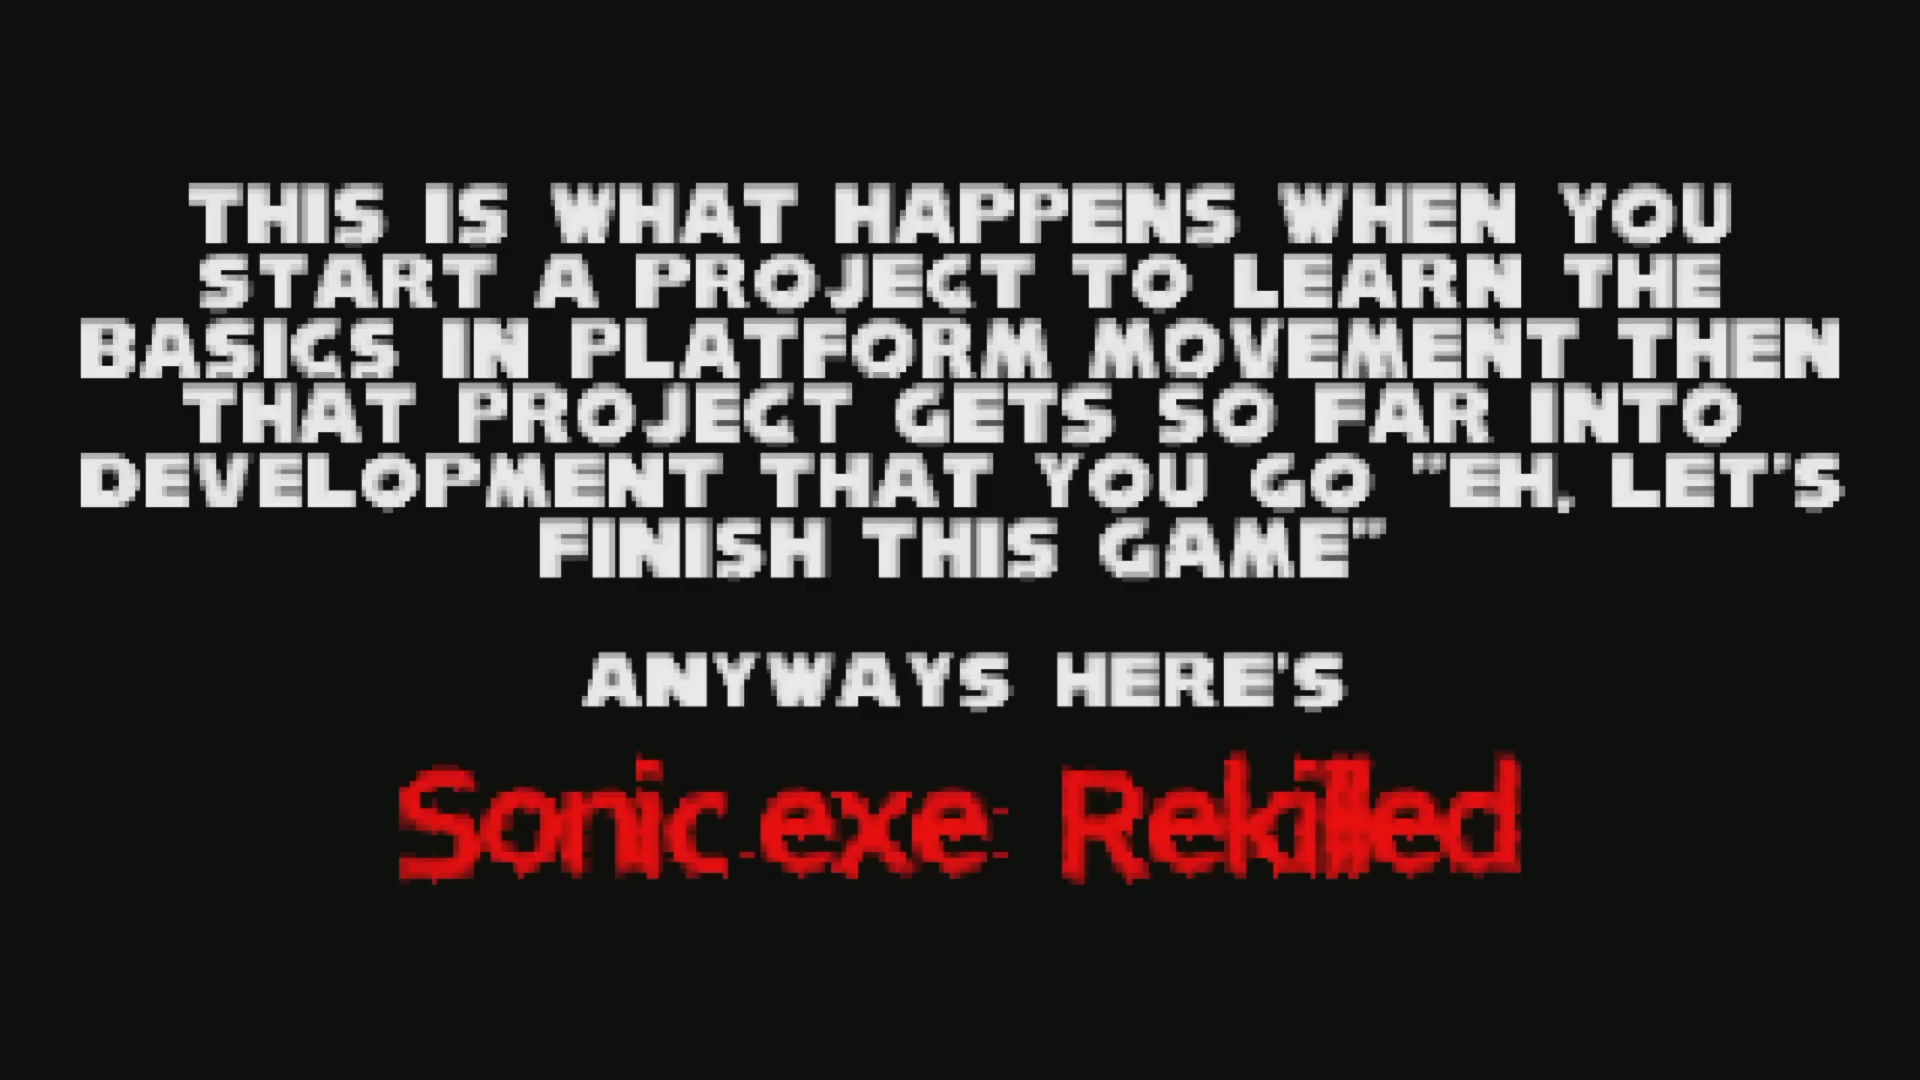 THIS IS WHAT HAPPENS WHEN YOU
START A PROJECT TO LEARN THE
BASICS IN PLATFORM MOVEMENT THEN
THAT PROJECT GETS SO FAR INTO
DEVELOPMENT THAT YOU GO "EH, LET'S
FINISH THIS GAME"
ANYWAYS HERE'S
Sonic.exe: Rekilled